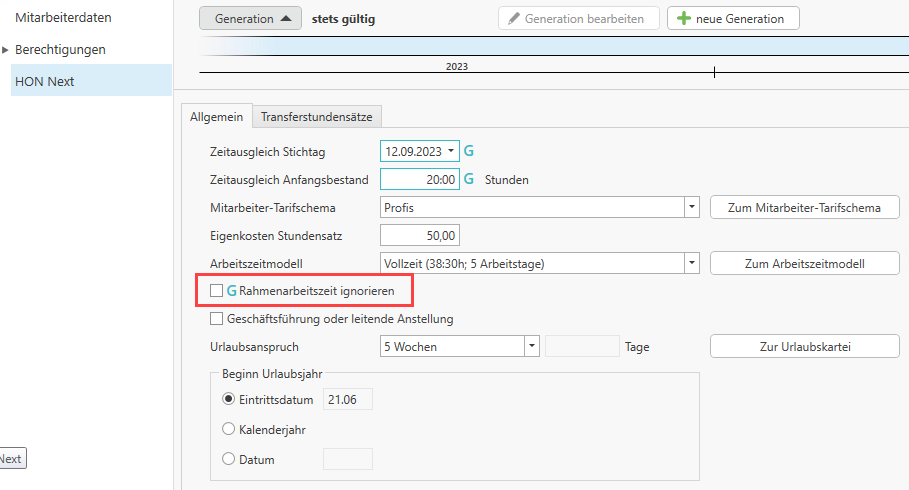 Mitarbeiterdaten
Berechtigungen
HON Next
Next
Generation stets gültig Generation bearbeiten neue Generation
2023
Allgemein Transferstundensätze
Zeitausgleich Stichtag 12.09.2023 G
Zeitausgleich Anfangsbestand 20:00 G Stunden
Mitarbeiter-Tarifschema Profis Zum Mitarbeiter-Tarifschema
Eigenkosten Stundensatz 50,00
Arbeitszeitmodell Vollzeit (38:30h; 5 Arbeitstage) Zum Arbeitszeitmodell
G Rahmenarbeitszeit ignorieren
Geschäftsführung oder leitende Anstellung
Urlaubsanspruch 5 Wochen Tage Zur Urlaubskartei
Beginn Urlaubsjahr
Eintrittsdatum 21.06
Kalenderjahr
Datum